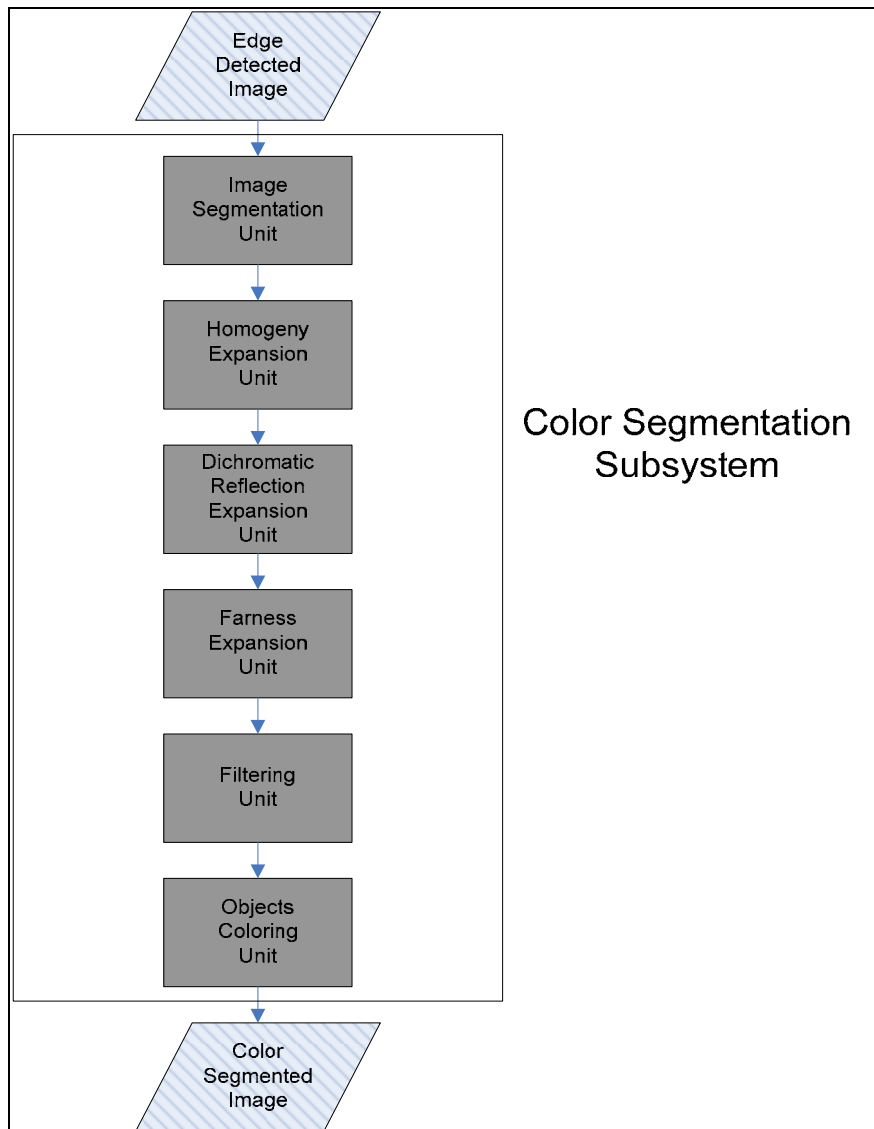 Edge
Detected
Image
Image
Segmentation
Unit
Homogeny
Expansion
Unit
Color Segmentation
Subsystem
Dichromatic
Reflection
Expansion
Unit
Farness
Expansion
Unit
Filtering
Unit
Objects
Coloring
Unit
Color
Segmented
Image